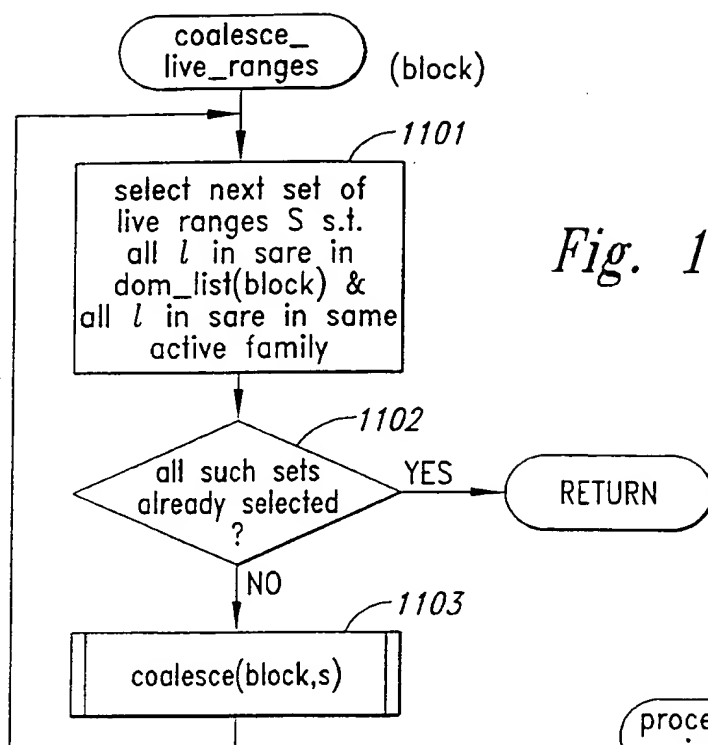 coalesce_
live_ranges
(block)
1101
select next set of
live ranges S s.t.
all l in sare in
dom_list(block) &
all l in sare in same
active family
Fig. 1
1102
all such sets
already selected
?
YES
RETURN
NO
1103
coalesce(block,s)
proce